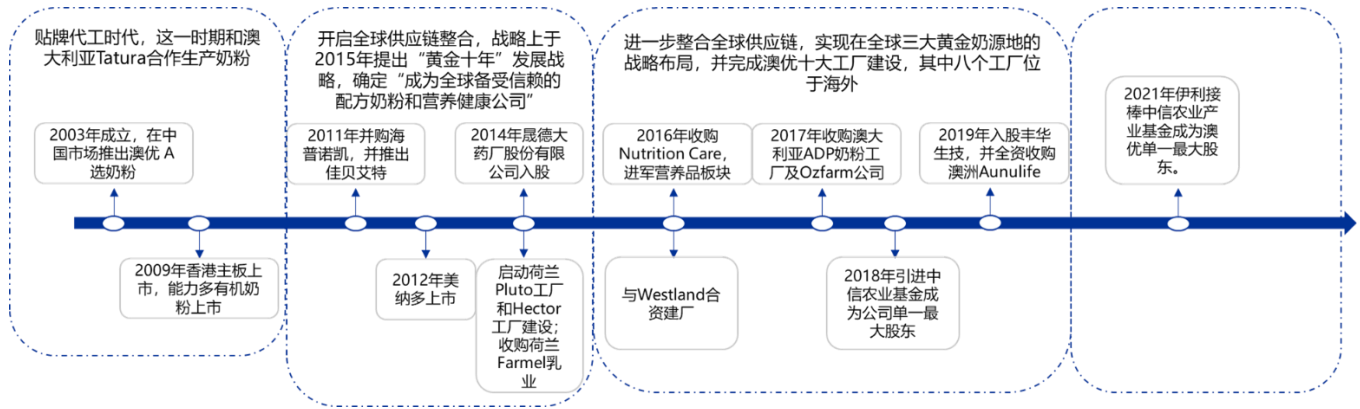 贴牌代工时代，这一时期和澳
大利亚Tatura合作生产奶粉
2003年成立，在中
国市场推出澳优 A
选奶粉
2009年香港主板上
市，能力多有机奶
粉上市
开启全球供应链整合，战略上于
2015年提出“黄金十年”发展战
略，确定“成为全球备受信赖的
配方奶粉和营养健康公司”
2011年并购海
普诺凯，并推出
佳贝艾特
2012年美
纳多上市
2014年晟德大
药厂股份有限
公司入股
启动荷兰
Pluto工厂
和Hector
工厂建设；
收购荷兰
Farmel乳
业
进一步整合全球供应链，实现在全球三大黄金奶源地的
战略布局，并完成澳优十大工厂建设，其中八个工厂位
于海外
2016年收购
Nutrition Care，
进军营养品板块
与Westland合
资建厂
2017年收购澳大
利亚ADP奶粉工
厂及Ozfarm公司
2018年引进中
信农业基金成
为公司单一最
大股东
2019年入股丰华
生技，并全资收购
澳洲Aunulife
2021年伊利接
棒中信农业产
业基金成为澳
优单一最大股
东。